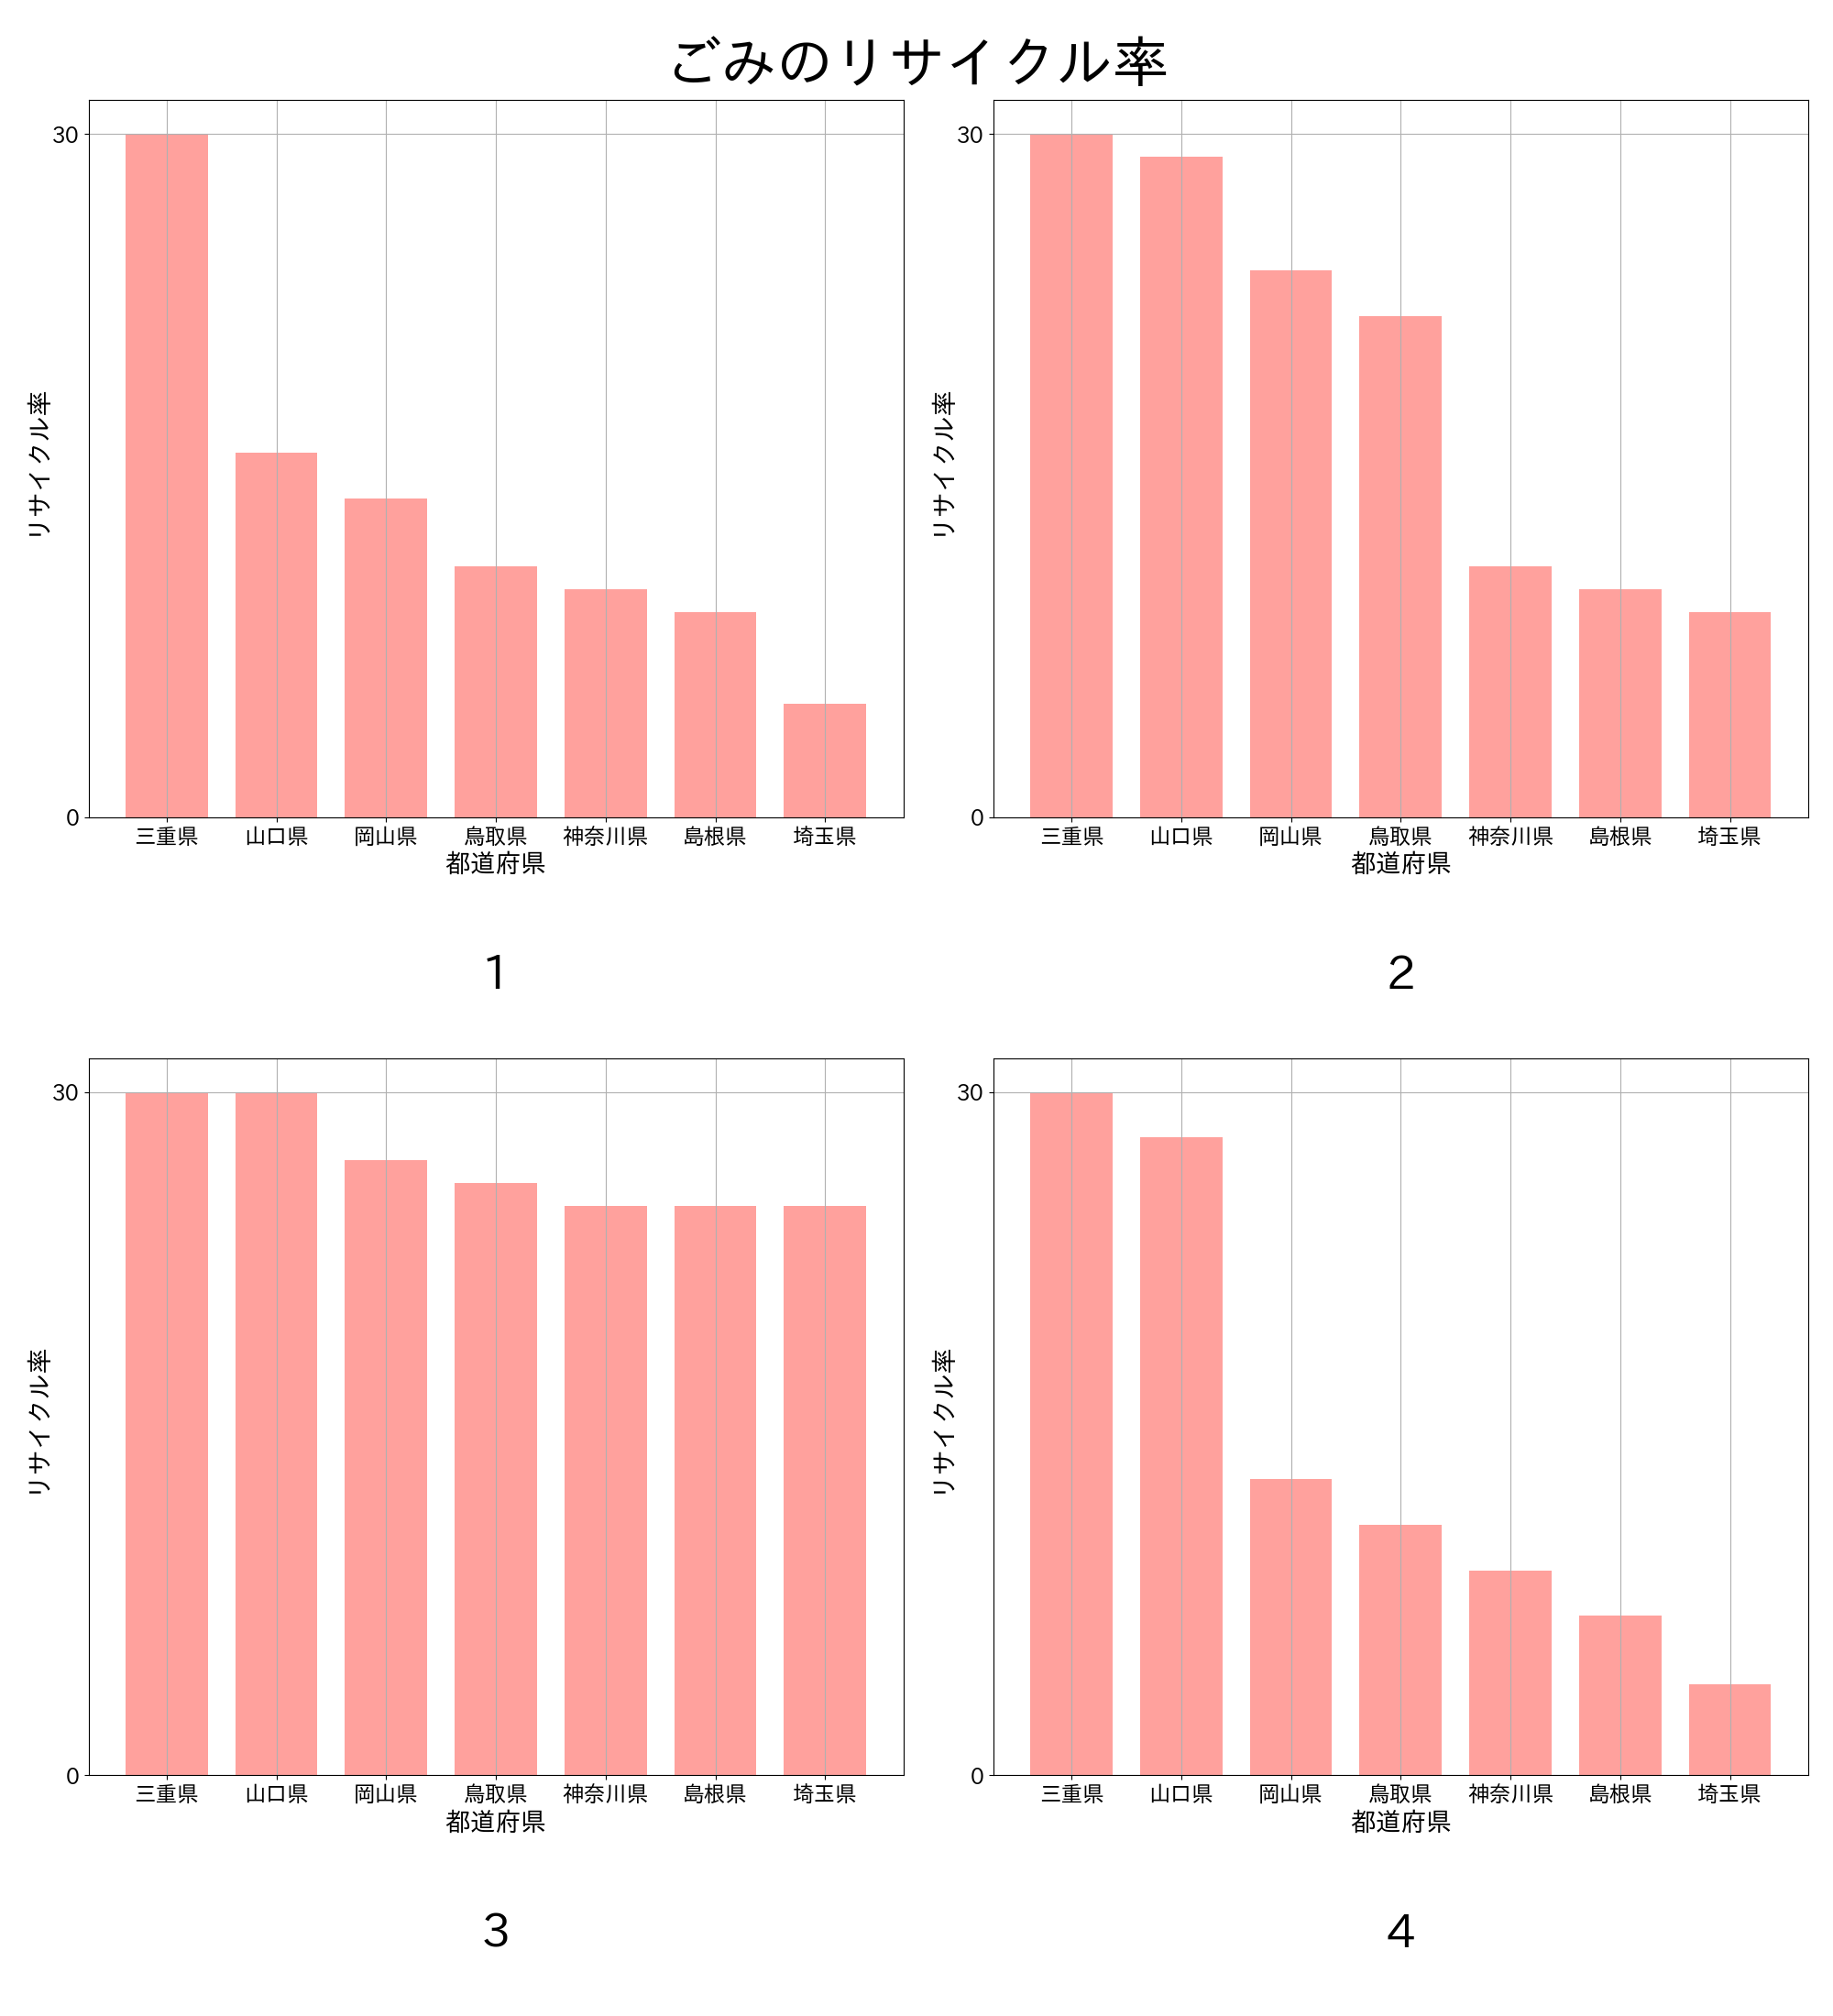 ごみのリサイクル率
30
0
リサイクル率
三重県 山口県 岡山県 鳥取県 神奈川県 島根県 埼玉県
都道府県
1
30
0
リサイクル率
三重県 山口県 岡山県 鳥取県 神奈川県 島根県 埼玉県
都道府県
2
30
0
リサイクル率
三重県 山口県 岡山県 鳥取県 神奈川県 島根県 埼玉県
都道府県
3
30
0
リサイクル率
三重県 山口県 岡山県 鳥取県 神奈川県 島根県 埼玉県
都道府県
4